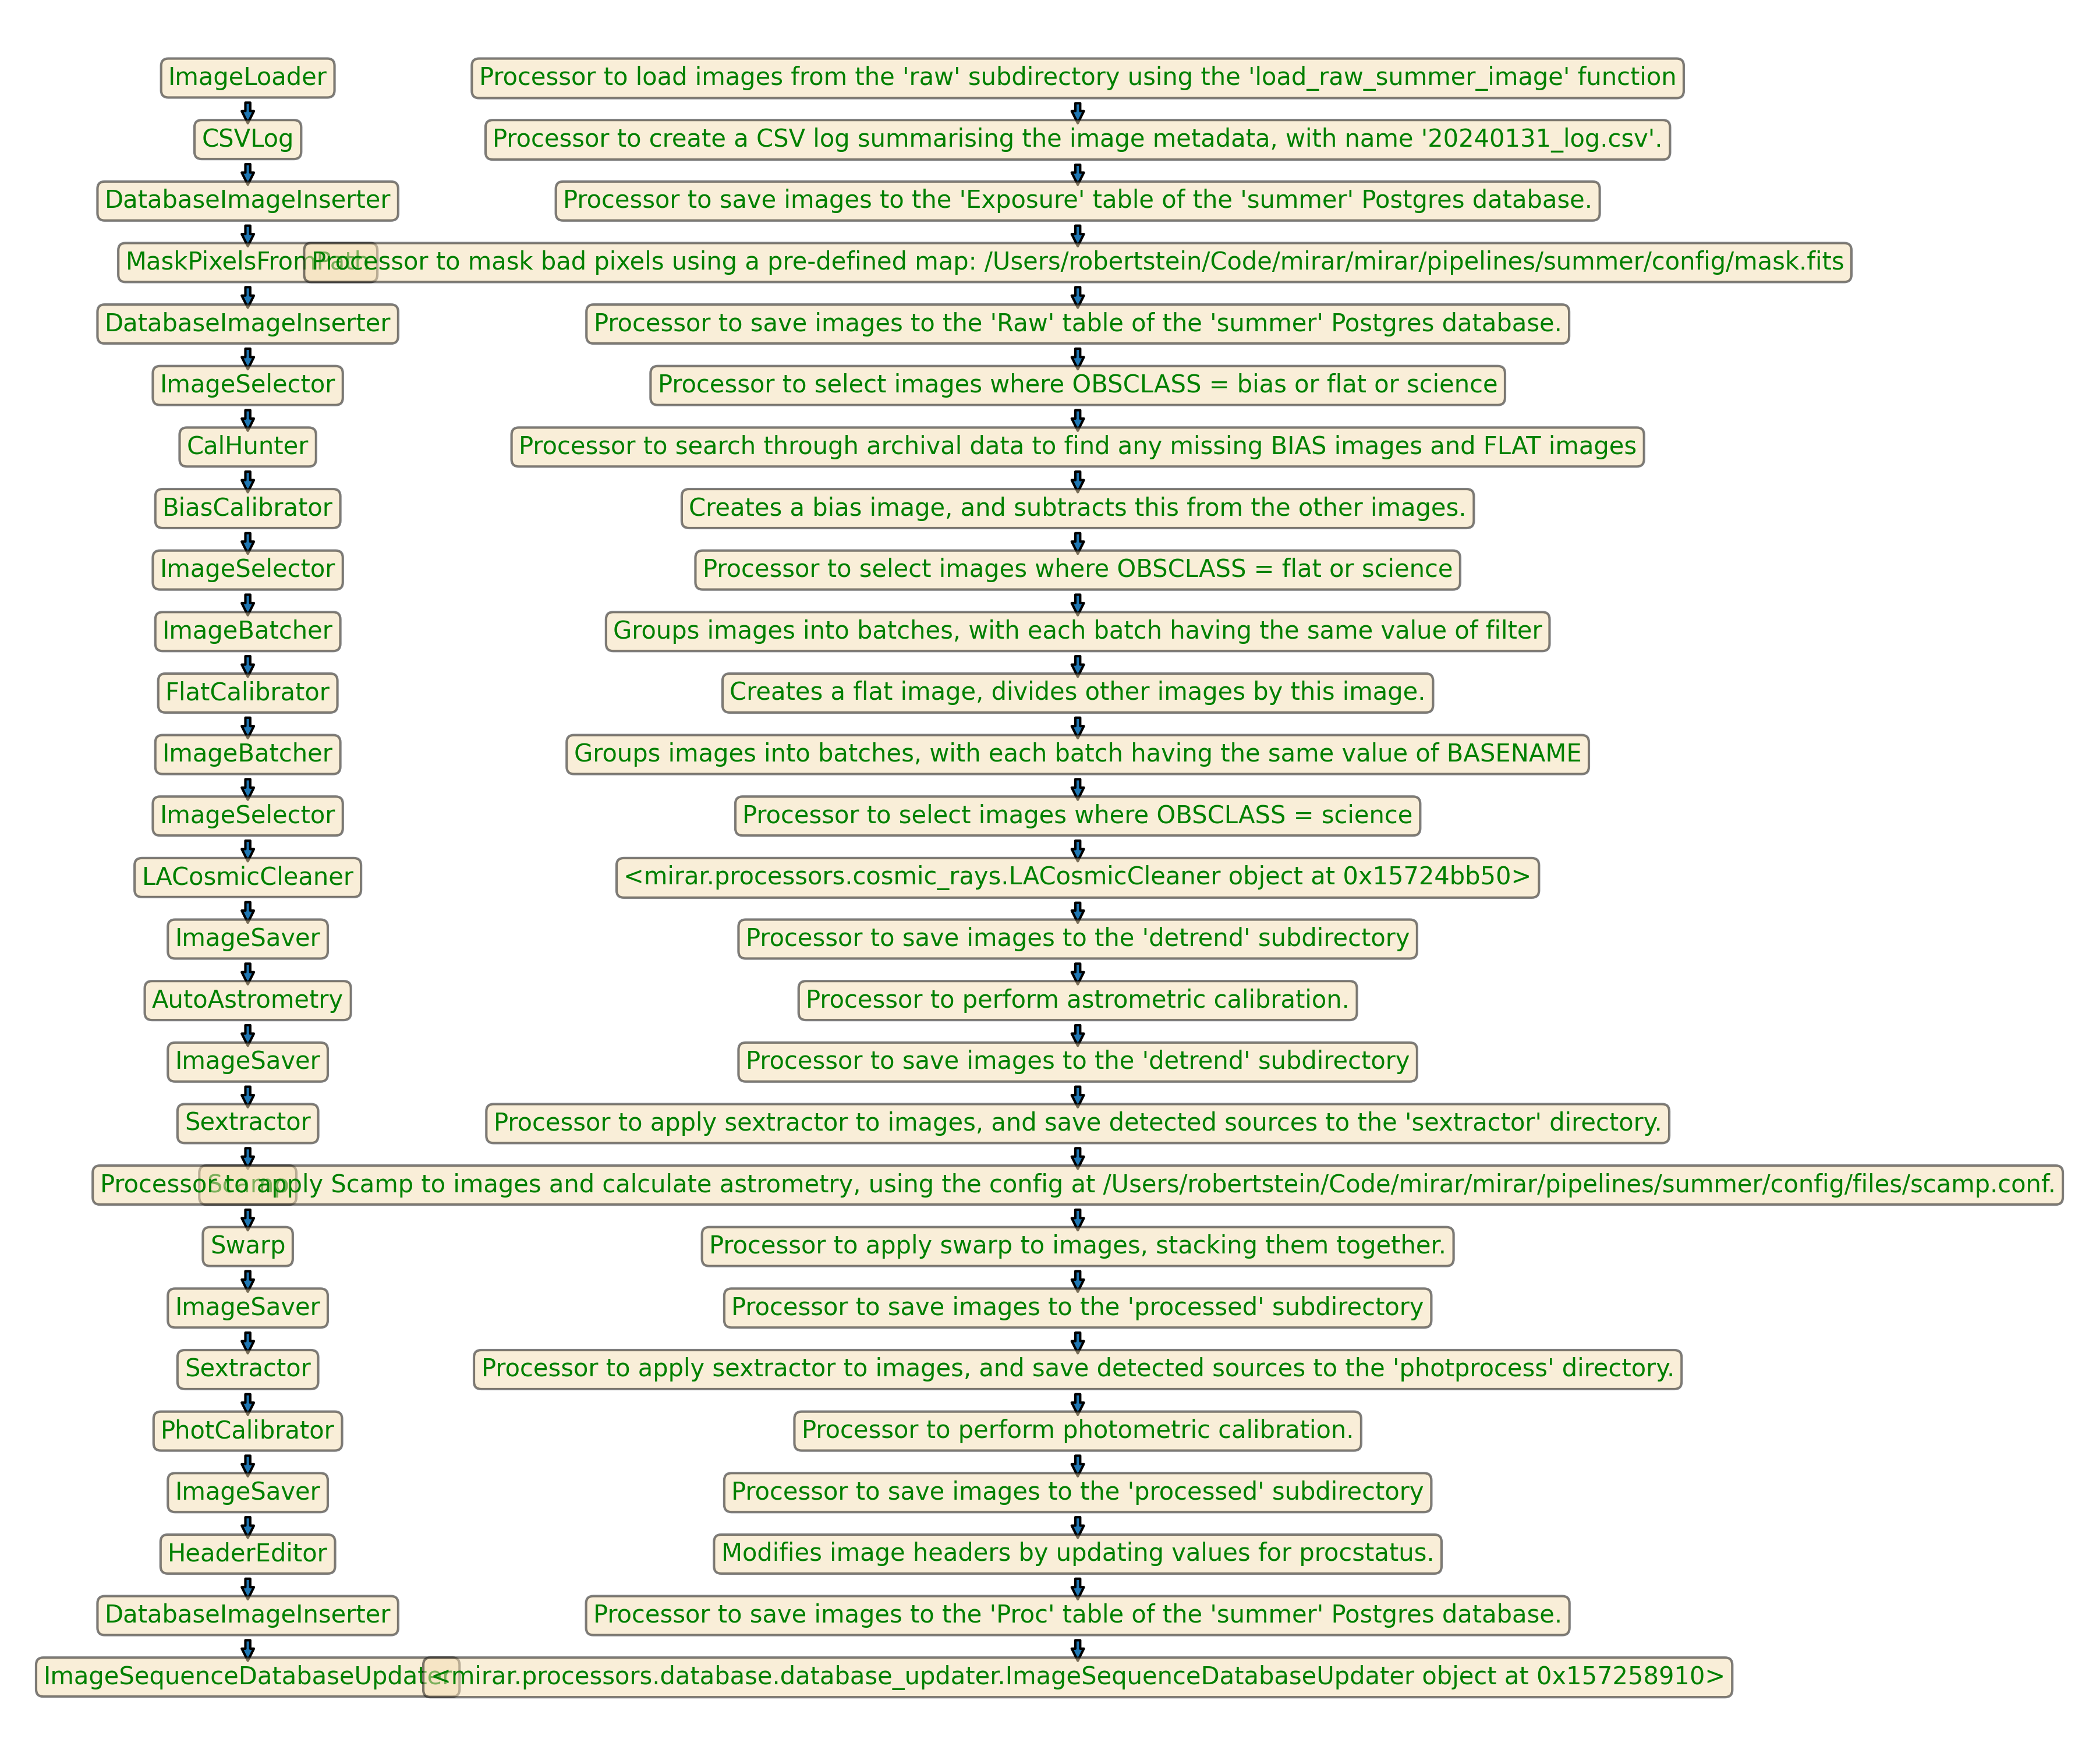 ImageLoader
Processor to load images from the 'raw' subdirectory using the 'load_raw_summer_image' function
CSVLog
Processor to create a CSV log summarising the image metadata, with name '20240131_log.csv'.
DatabaseImageInserter
Processor to save images to the 'Exposure' table of the 'summer' Postgres database.
MaskPixelsFromPath
Processor to mask bad pixels using a pre-defined map: /Users/robertstein/Code/mirar/mirar/pipelines/summer/config/mask.fits
DatabaseImageInserter
Processor to save images to the 'Raw' table of the 'summer' Postgres database.
ImageSelector
Processor to select images where OBSCLASS = bias or flat or science
CalHunter
Processor to search through archival data to find any missing BIAS images and FLAT images
BiasCalibrator
Creates a bias image, and subtracts this from the other images.
ImageSelector
Processor to select images where OBSCLASS = flat or science
ImageBatcher
Groups images into batches, with each batch having the same value of filter
FlatCalibrator
Creates a flat image, divides other images by this image.
ImageBatcher
Groups images into batches, with each batch having the same value of BASENAME
ImageSelector
Processor to select images where OBSCLASS = science
LACosmicCleaner
<mirar.processors.cosmic_rays.LACosmicCleaner object at 0x15724bb50>
ImageSaver
Processor to save images to the 'detrend' subdirectory
AutoAstrometry
Processor to perform astrometric calibration.
ImageSaver
Processor to save images to the 'detrend' subdirectory
Sextractor
Processor to apply sextractor to images, and save detected sources to the 'sextractor' directory.
Scamp
Processor to apply Scamp to images and calculate astrometry, using the config at /Users/robertstein/Code/mirar/mirar/pipelines/summer/config/files/scamp.conf.
Swarp
Processor to apply swarp to images, stacking them together.
ImageSaver
Processor to save images to the 'processed' subdirectory
Sextractor
Processor to apply sextractor to images, and save detected sources to the 'photprocess' directory.
PhotCalibrator
Processor to perform photometric calibration.
ImageSaver
Processor to save images to the 'processed' subdirectory
HeaderEditor
Modifies image headers by updating values for procstatus.
DatabaseImageInserter
Processor to save images to the 'Proc' table of the 'summer' Postgres database.
ImageSequenceDatabaseUpdater
<mirar.processors.database.database_updater.ImageSequenceDatabaseUpdater object at 0x157258910>